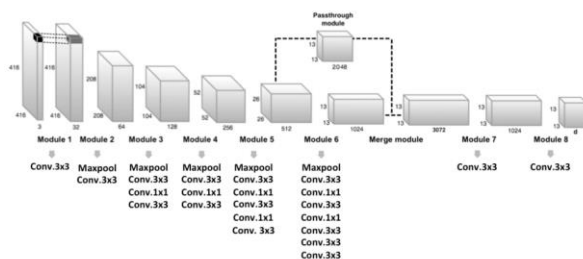 Passthrough
module
13
13
2048
416
416
208
104
52
26
13
13
13
13
416
416
208
104
52
26
13
13
13
13
3
32
64
128
256
512
1024
3072
1024
d
Module 1
Module 2
Module 3
Module 4
Module 5
Module 6
Merge module
Module 7
Module 8
Conv.3x3
Maxpool
Conv.3x3
Maxpool
Conv.3x3
Conv.1x1
Conv.3x3
Maxpool
Conv.3x3
Conv.1x1
Conv.3x3
Maxpool
Conv.3x3
Conv.1x1
Conv.3x3
Conv.1x1
Conv. 3x3
Maxpool
Conv.3x3
Conv.1x1
Conv.3x3
Conv.1x1
Conv.3x3
Conv.3x3
Conv.3x3
Conv.3x3
Conv.3x3